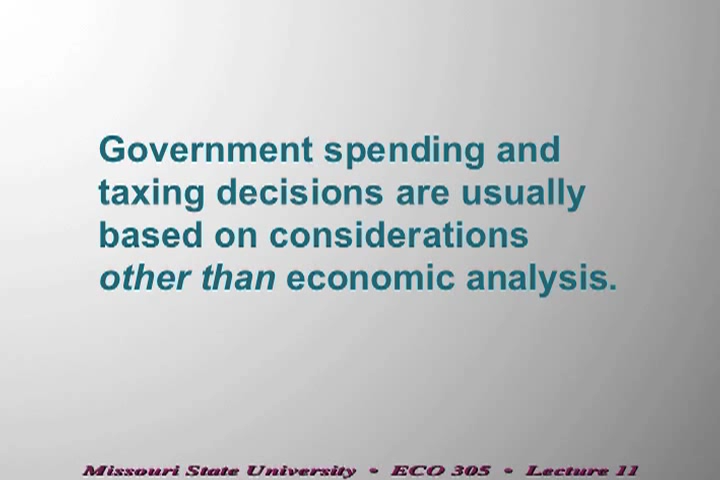 Government spending and
taxing decisions are usually
based on considerations
other than economic analysis.
Missouri State University • ECO 305 • Lecture 11